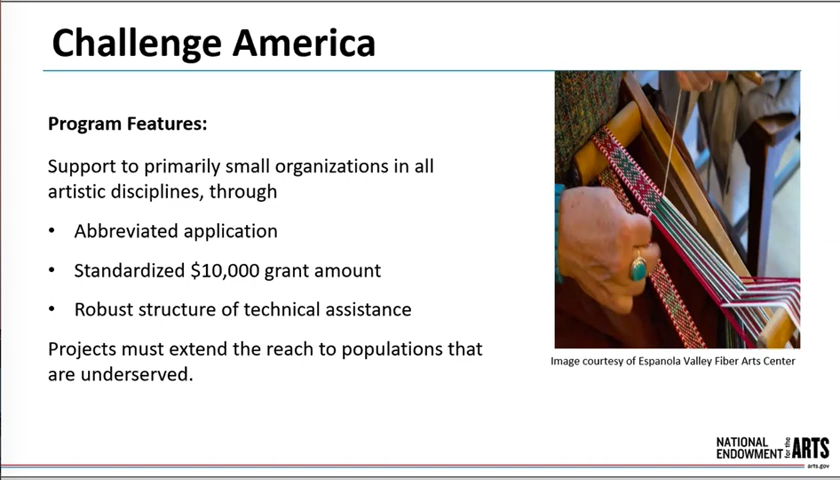 Challenge America
Program Features:
Support to primarily small organizations in all
artistic disciplines, through
• Abbreviated application
• Standardized $10,000 grant amount
• Robust structure of technical assistance
Projects must extend the reach to populations that
are underserved.
Image courtesy of Espanola Valley Fiber Arts Center
NATIONAL
ENDOWMENT
for the
ARTS
arts.gov